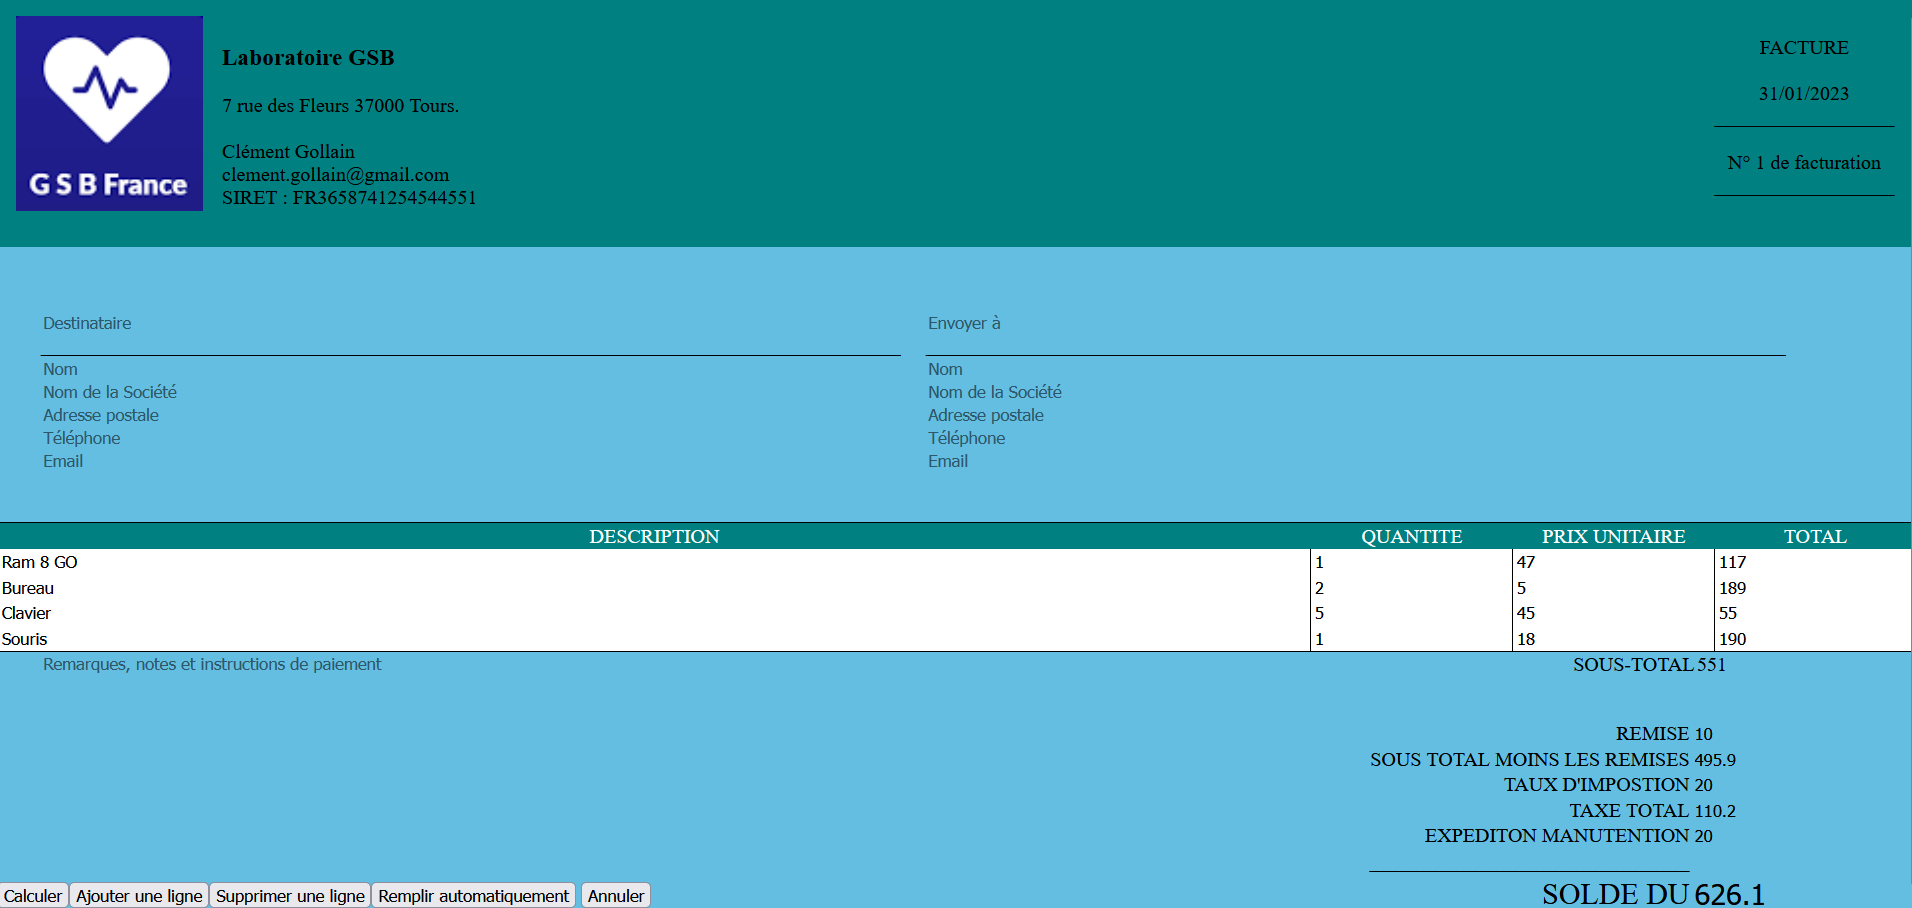 G S B France
Laboratoire GSB
7 rue des Fleurs 37000 Tours.
Clément Gollain
clement.gollain@gmail.com
SIRET : FR3658741254544551
FACTURE
31/01/2023
N° 1 de facturation
Destinataire
Nom
Nom de la Société
Adresse postale
Téléphone
Email
Envoyer à
Nom
Nom de la Société
Adresse postale
Téléphone
Email
DESCRIPTION QUANTITE PRIX UNITAIRE TOTAL
Ram 8 GO 1 47 117
Bureau 2 5 189
Clavier 5 45 55
Souris 1 18 190
Remarques, notes et instructions de paiement
SOUS-TOTAL 551
REMISE 10
SOUS TOTAL MOINS LES REMISES 495.9
TAUX D'IMPOSTION 20
TAXE TOTAL 110.2
EXPEDITON MANUTENTION 20
SOLDE DU 626.1
Calculer Ajouter une ligne Supprimer une ligne Remplir automatiquement Annuler